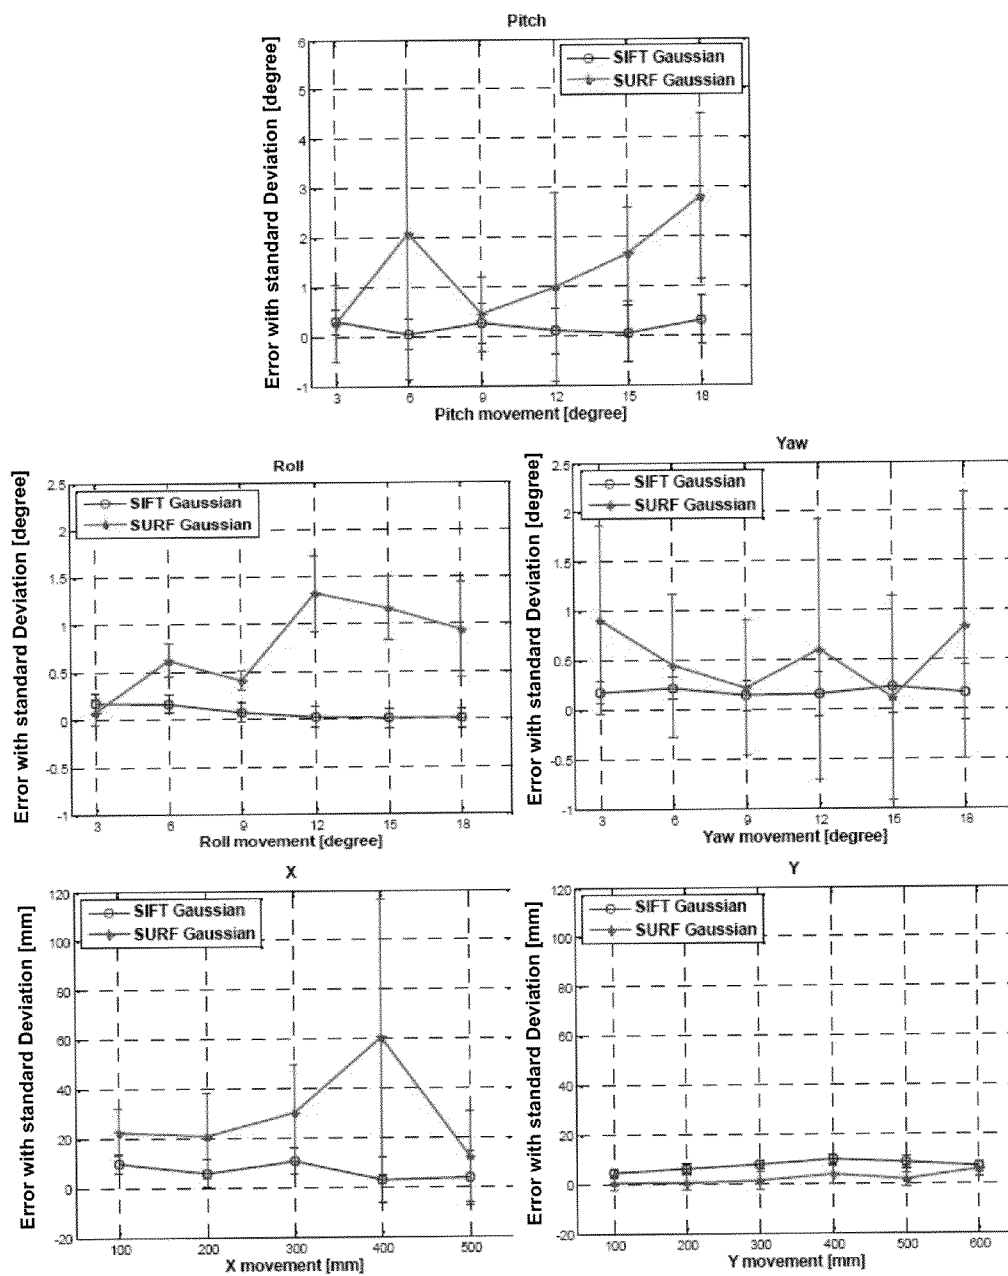 Pitch
Error with standard Deviation [degree]
6
5
4
3
2
1
0
-1
SIFT Gaussian
SURF Gaussian
3 6 9 12 15 18
Pitch movement [degree]
Roll
Error with standard Deviation [degree]
2.5
2
1.5
1
0.5
0
-0.5
-1
SIFT Gaussian
SURF Gaussian
3 6 9 12 15 18
Roll movement [degree]
Yaw
Error with standard Deviation [degree]
2.5
2
1.5
1
0.5
0
-0.5
-1
SIFT Gaussian
SURF Gaussian
3 6 9 12 15 18
Yaw movement [degree]
X
Error with standard Deviation [mm]
120
100
80
60
40
20
0
-20
SIFT Gaussian
SURF Gaussian
100 200 300 400 500
X movement [mm]
Y
Error with standard Deviation [mm]
120
100
80
60
40
20
0
-20
SIFT Gaussian
SURF Gaussian
100 200 300 400 500 600
Y movement [mm]